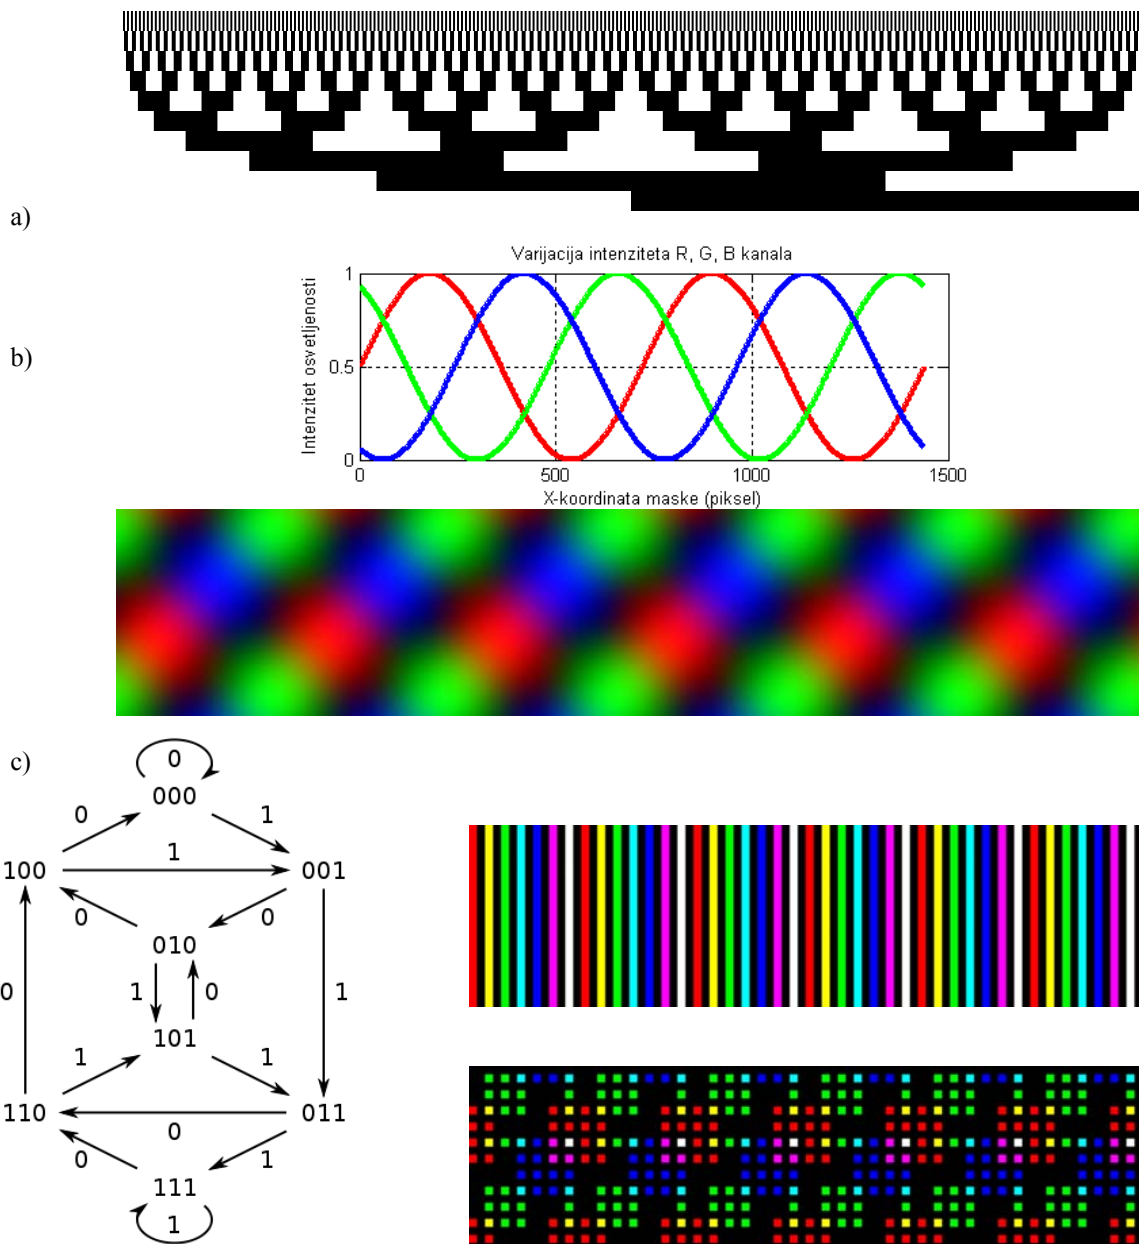 a)
Varijacija intenziteta R, G, B kanala
Intenzitet osvetljenosti
1
0.5
0
0 500 1000 1500
X-koordinata maske (piksel)
b)
c)
0
000
0 1
1
100 001
0 0
010
0 1 0 1
101
1 1
110 011
0
0 1
111
1